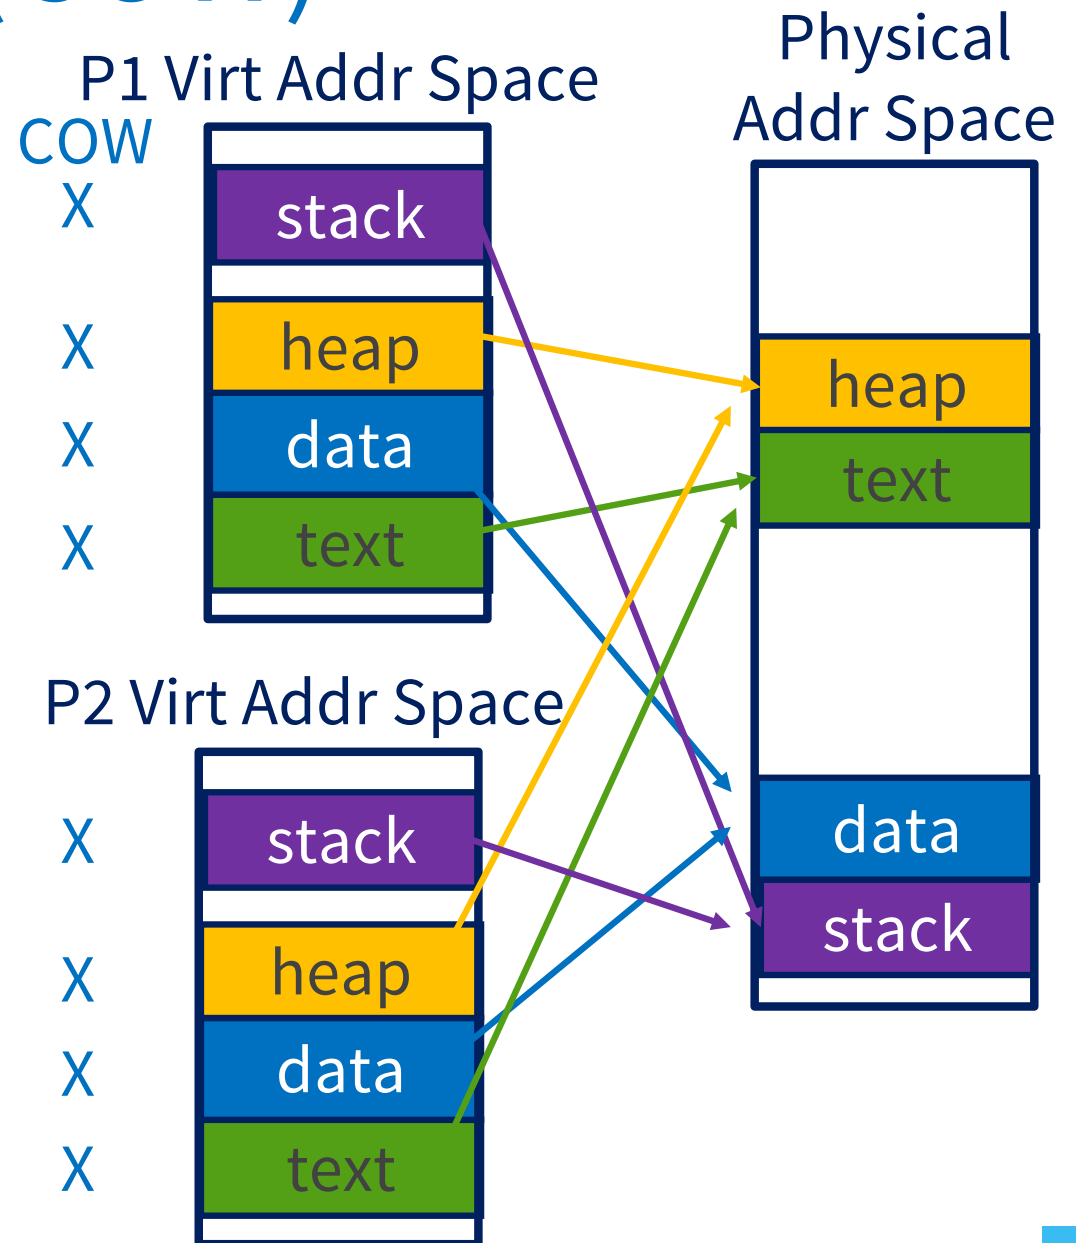 P1 Virt Addr Space
COW
X stack
X heap
X data
X text
P2 Virt Addr Space
X stack
X heap
X data
X text
Physical
Addr Space
heap
text
data
stack